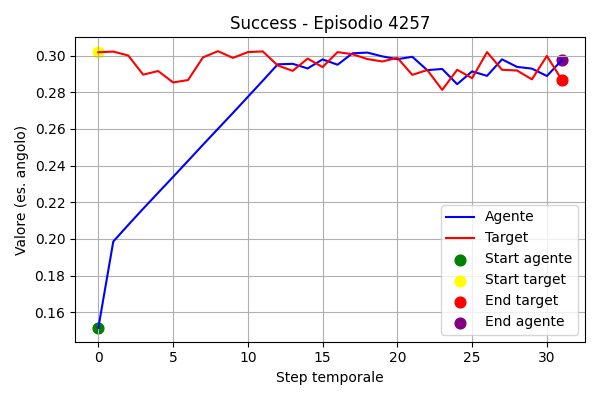 Success - Episodio 4257
Valore (es. angolo)
0.30
0.28
0.26
0.24
0.22
0.20
0.18
0.16
Agente
Target
Start agente
Start target
End target
End agente
0 5 10 15 20 25 30
Step temporale